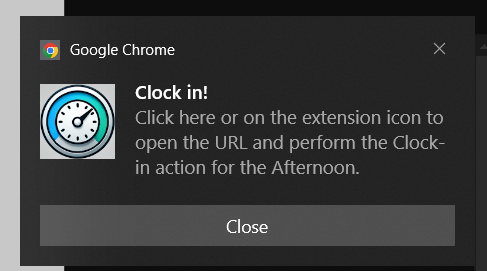 Google Chrome
Clock in!
Click here or on the extension icon to
open the URL and perform the Clock-
in action for the Afternoon.
Close